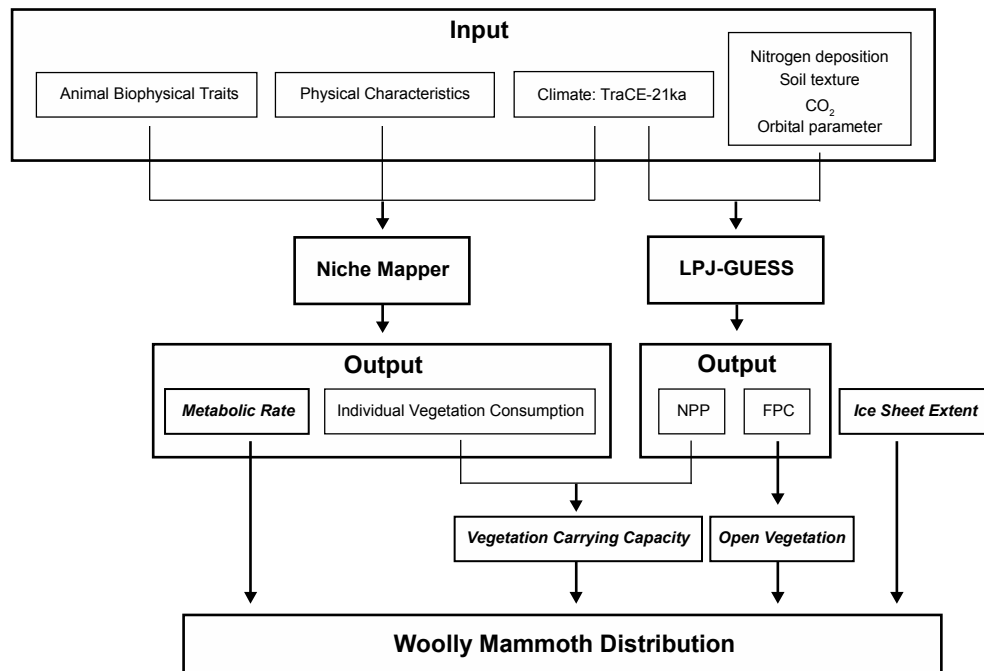 Input
Animal Biophysical Traits
Physical Characteristics
Climate: TraCE-21ka
Nitrogen deposition
Soil texture
CO₂
Orbital parameter
Niche Mapper
LPJ-GUESS
Output
Metabolic Rate
Individual Vegetation Consumption
Output
NPP
FPC
Ice Sheet Extent
Vegetation Carrying Capacity
Open Vegetation
Woolly Mammoth Distribution